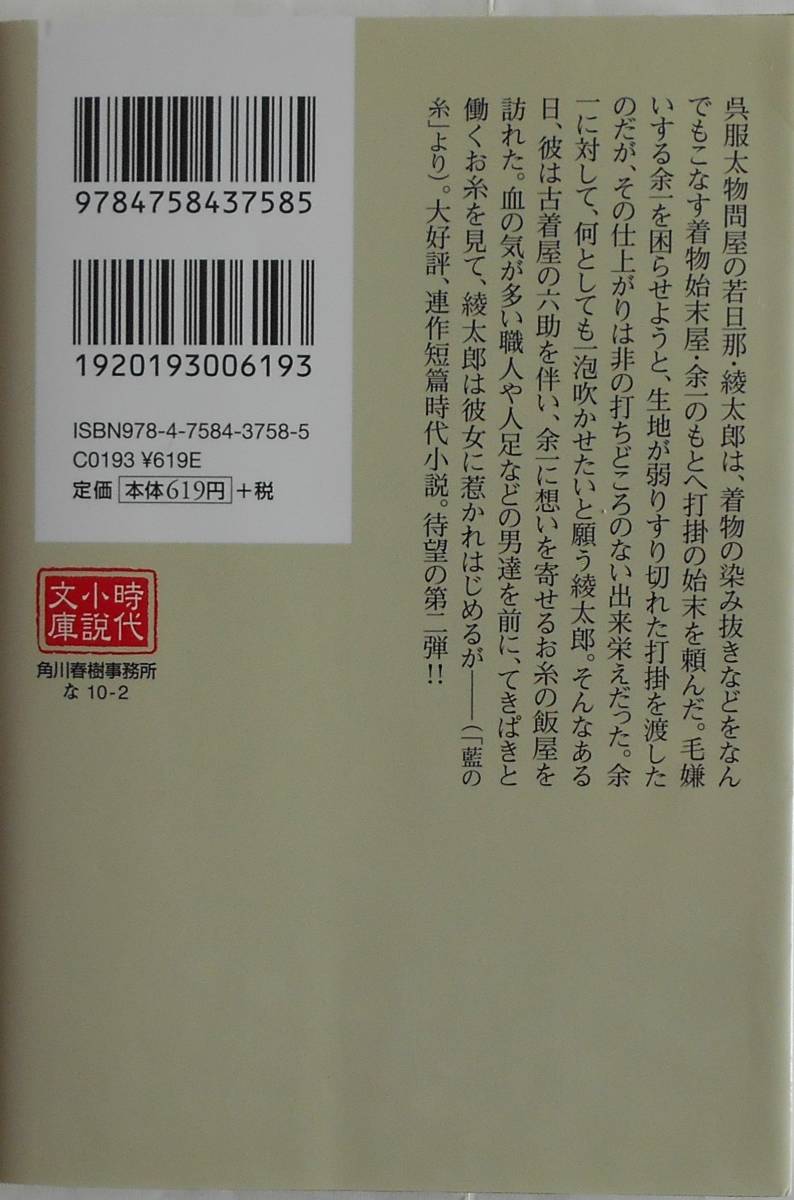 9784758437585
1920193006193
ISBN978-4-7584-3758-5
C0193 ¥619E
定価 本体619円 +税
時代
小説
文庫
角川春樹事務所
な 10-2
呉服太物問屋の若旦那・綾太郎は、着物の染み抜きなどをなん
でもこなす着物始末屋・余一のもとへ打掛の始末を頼んだ。毛嫌
いする余一を困らせようと、生地が弱りすり切れた打掛を渡した
のだが、その仕上がりは非の打ちどころのない出来栄えだった。余
一に対して、何としても一泡吹かせたいと願う綾太郎。そんなある
日、彼は古着屋の六助を伴い、余一に想いを寄せるお糸の飯屋を
訪れた。血の気が多い職人や人足などの男達を前に、てきぱきと
働くお糸を見て、綾太郎は彼女に惹かれはじめるが――(「藍の
糸」より)。大好評、連作短篇時代小説。待望の第二弾!!